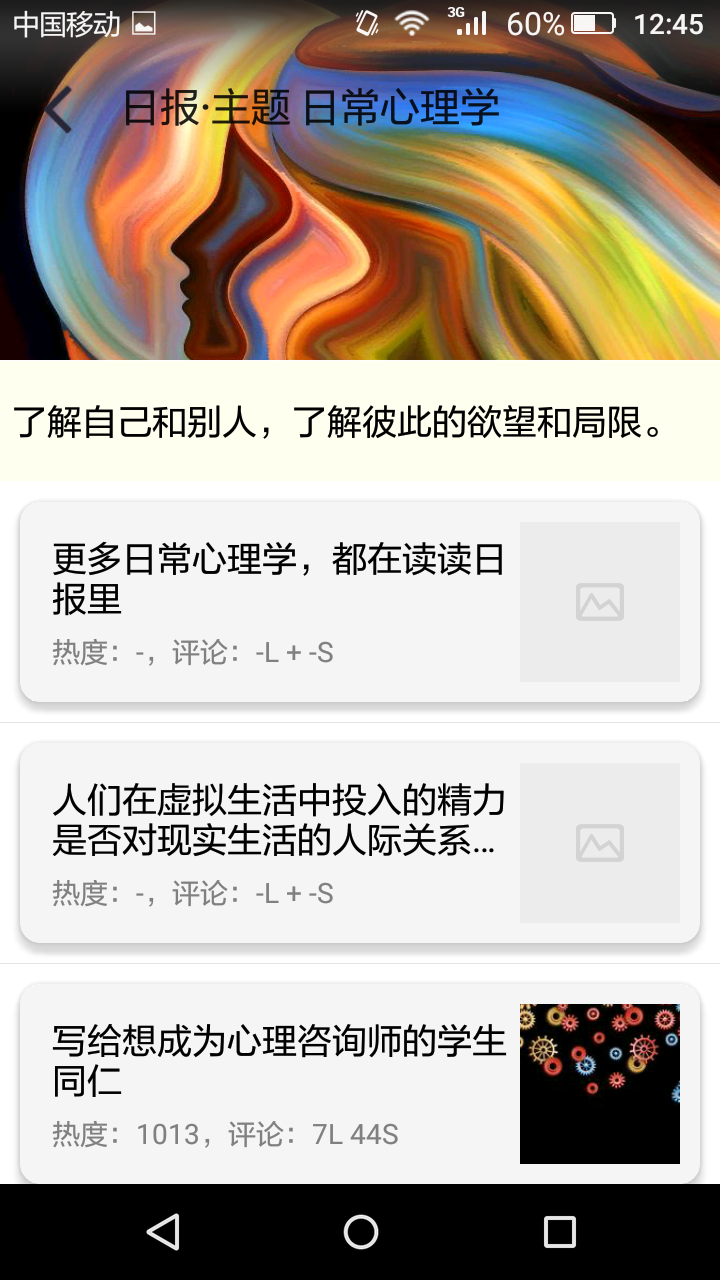 中国移动 3G 60% 12:45
日报·主题 日常心理学
了解自己和别人，了解彼此的欲望和局限。
更多日常心理学，都在读读日
报里
热度：-，评论：-L + -S
人们在虚拟生活中投入的精力
是否对现实生活的人际关系...
热度：-，评论：-L + -S
写给想成为心理咨询师的学生
同仁
热度：1013，评论：7L 44S